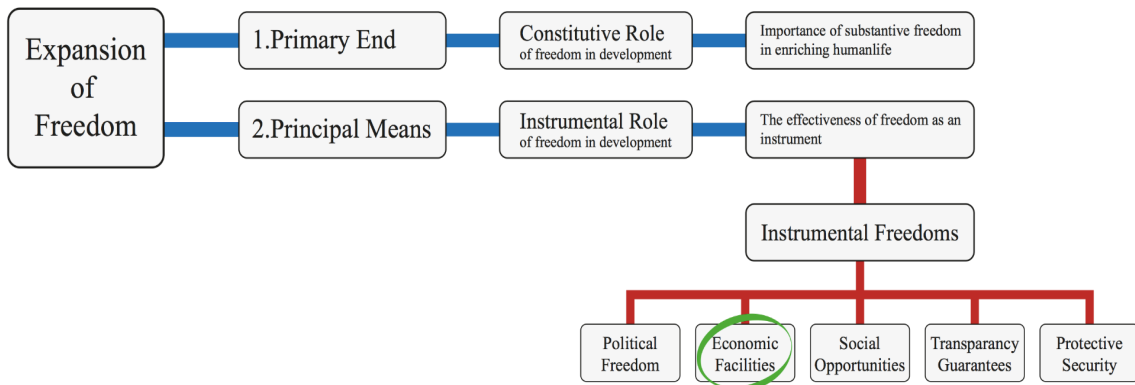 Expansion
of
Freedom
1.Primary End
Constitutive Role
of freedom in development
Importance of substantive freedom
in enriching humanlife
2.Principal Means
Instrumental Role
of freedom in development
The effectiveness of freedom as an
instrument
Instrumental Freedoms
Political
Freedom
Economic
Facilities
Social
Opportunities
Transparancy
Guarantees
Protective
Security